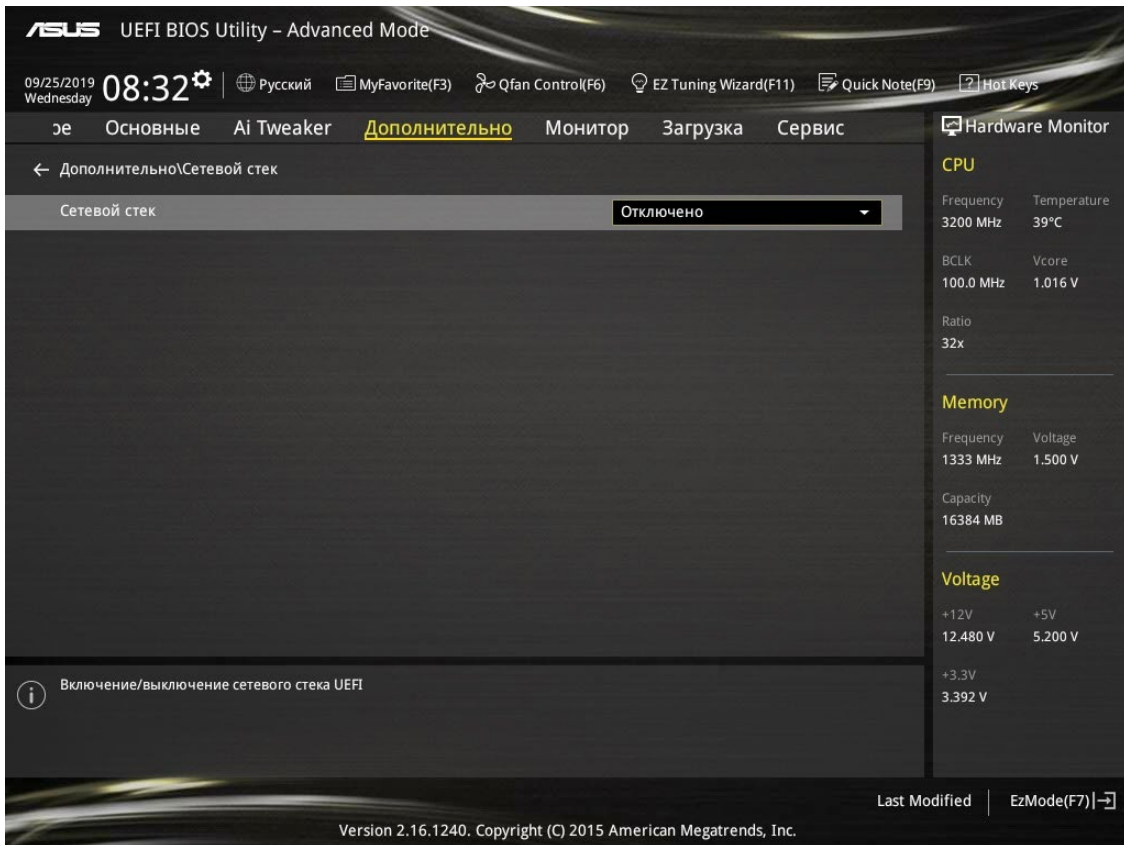 ASUS UEFI BIOS Utility – Advanced Mode
09/25/2019 Wednesday 08:32 Русский MyFavorite(F3) Qfan Control(F6) EZ Tuning Wizard(F11) Quick Note(F9) ? Hot Keys
ое Основные Ai Tweaker Дополнительно Монитор Загрузка Сервис
← Дополнительно\Сетевой стек
Сетевой стек Отключено
Включение/выключение сетевого стека UEFI
Hardware Monitor
CPU
Frequency Temperature
3200 MHz 39°C
BCLK Vcore
100.0 MHz 1.016 V
Ratio
32x
Memory
Frequency Voltage
1333 MHz 1.500 V
Capacity
16384 MB
Voltage
+12V +5V
12.480 V 5.200 V
+3.3V
3.392 V
Last Modified EzMode(F7)
Version 2.16.1240. Copyright (C) 2015 American Megatrends, Inc.